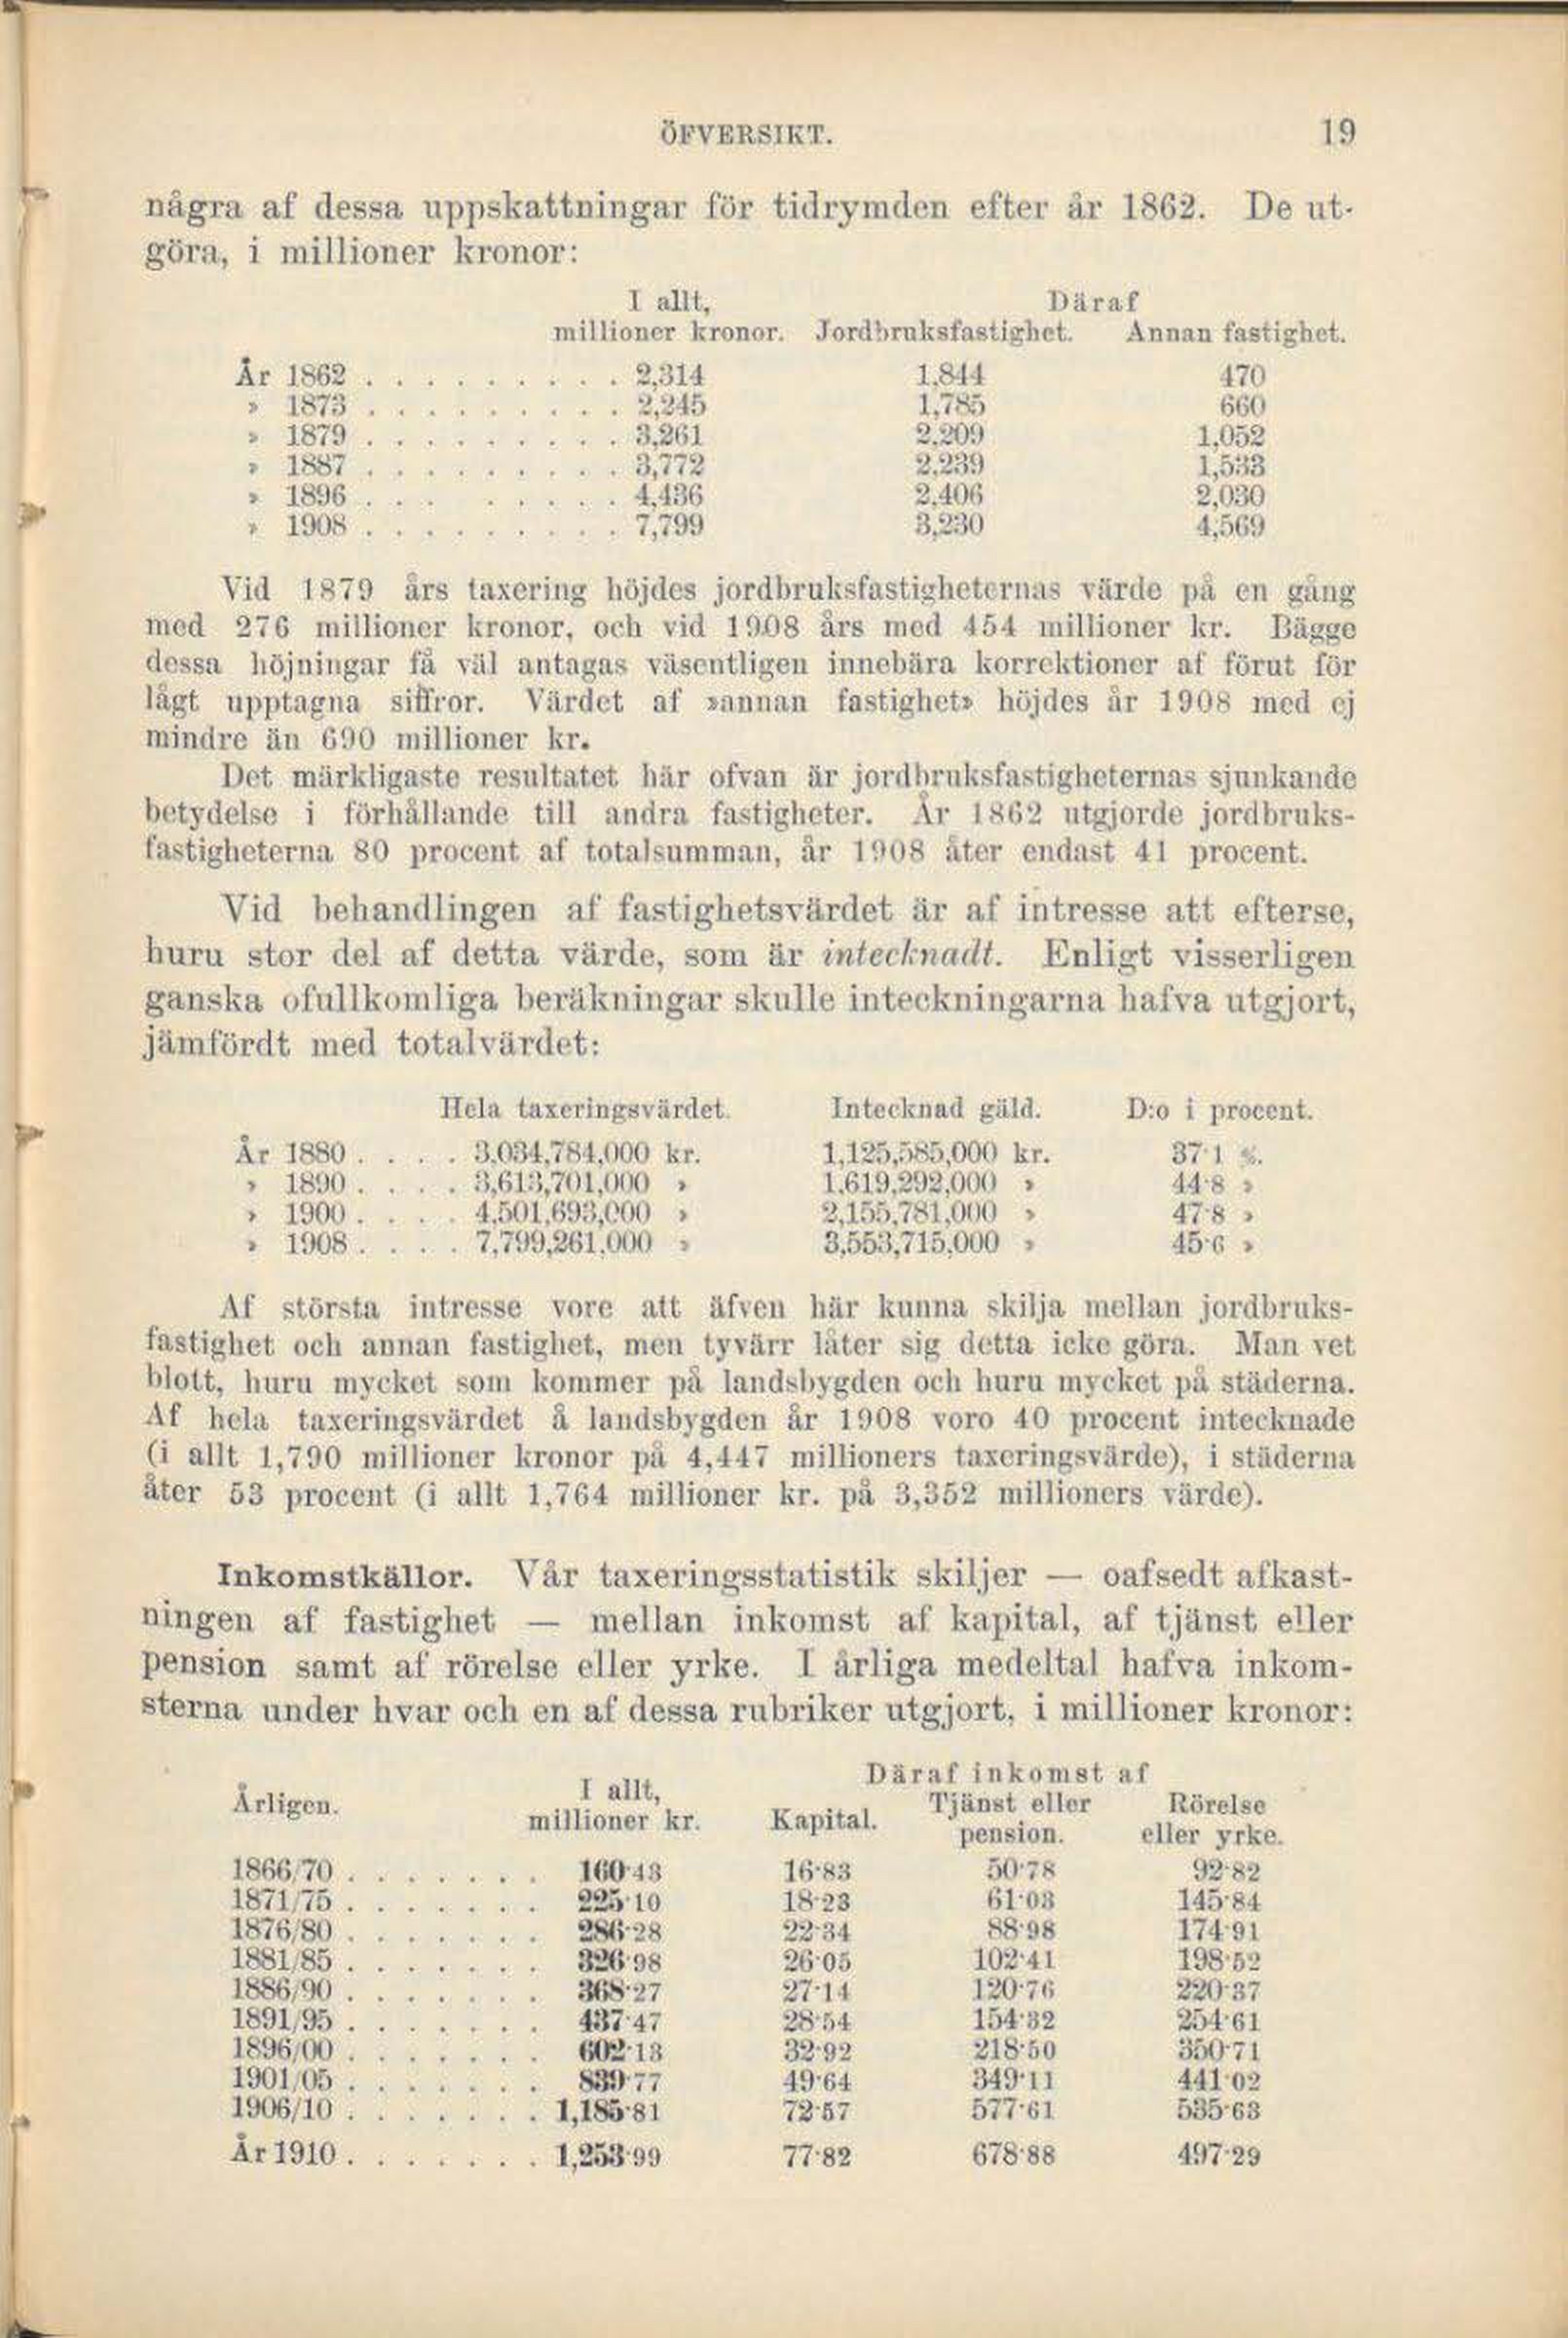 ÖFVERSIKT. 19
några af dessa uppskattningar för tidrymden efter år 1862. De ut-
göra, i millioner kronor:
I allt, Däraf
millioner kronor. Jordbruksfastighet. Annan fastighet.
År 1862 . . . . . . . . . 2,314 1,844 470
» 1873 . . . . . . . . . 2,245 1,785 660
» 1879 . . . . . . . . . 3,261 2,209 1,052
» 1887 . . . . . . . . . 3,772 2,239 1,533
» 1896 . . . . . . . . 4,436 2,406 2,030
» 1908 . . . . . . . . . 7,799 3,230 4,569
Vid 1879 års taxering höjdes jordbruksfastigheternas värde på en gång
med 276 millioner kronor, och vid 1908 års med 454 millioner kr. Bägge
dessa höjningar få väl antagas väsentligen innebära korrektioner af förut för
lågt upptagna siffror. Värdet af »annan fastighet» höjdes år 1908 med ej
mindre än 690 millioner kr.
Det märkligaste resultatet här ofvan är jordbruksfastigheternas sjunkande
betydelse i förhållande till andra fastigheter. År 1862 utgjorde jordbruks-
fastigheterna 80 procent af totalsumman, år 1908 åter endast 41 procent.
Vid behandlingen af fastighetsvärdet är af intresse att efterse,
huru stor del af detta värde, som är intecknadt. Enligt visserligen
ganska ofullkomliga beräkningar skulle inteckningarna hafva utgjort,
jämfördt med totalvärdet:
Hela taxeringsvärdet. Intecknad gäld. D:o i procent.
År 1880 . . . . 3,034,784,000 kr. 1,125,585,000 kr. 37·1 %.
» 1890 . . . . 3,613,701,000 » 1,619,292,000 » 44·8 »
» 1900 . . . . 4,501,693,000 » 2,155,781,000 » 47·8 »
» 1908 . . . . 7,799,261,000 » 3,553,715,000 » 45·6 »
Af största intresse vore att äfven här kunna skilja mellan jordbruks-
fastighet och annan fastighet, men tyvärr låter sig detta icke göra. Man vet
blott, huru mycket som kommer på landsbygden och huru mycket på städerna.
Af hela taxeringsvärdet å landsbygden år 1908 voro 40 procent intecknade
(i allt 1,790 millioner kronor på 4,447 millioners taxeringsvärde), i städerna
åter 53 procent (i allt 1,764 millioner kr. på 3,352 millioners värde).
Inkomstkällor. Vår taxeringsstatistik skiljer — oafsedt afkast-
ningen af fastighet — mellan inkomst af kapital, af tjänst eller
pension samt af rörelse eller yrke. I årliga medeltal hafva inkom-
sterna under hvar och en af dessa rubriker utgjort, i millioner kronor:
Årligen. I allt, millioner kr. Däraf inkomst af
Kapital. Tjänst eller pension. Rörelse eller yrke.
1866/70 . . . . . . . 160·43 16·83 50·78 92·82
1871/75 . . . . . . . 225·10 18·23 61·03 145·84
1876/80 . . . . . . . 286·28 22·34 88·98 174·91
1881/85 . . . . . . . 326·98 26·05 102·41 198·52
1886/90 . . . . . . . 368·27 27·14 120·76 220·37
1891/95 . . . . . . . 437·47 28·54 154·32 254·61
1896/00 . . . . . . . 602·13 32·92 218·50 350·71
1901/05 . . . . . . . 839·77 49·64 349·11 441·02
1906/10 . . . . . . . 1,185·81 72·57 577·61 535·63
År 1910 . . . . . . . 1,253·99 77·82 678·88 497·29